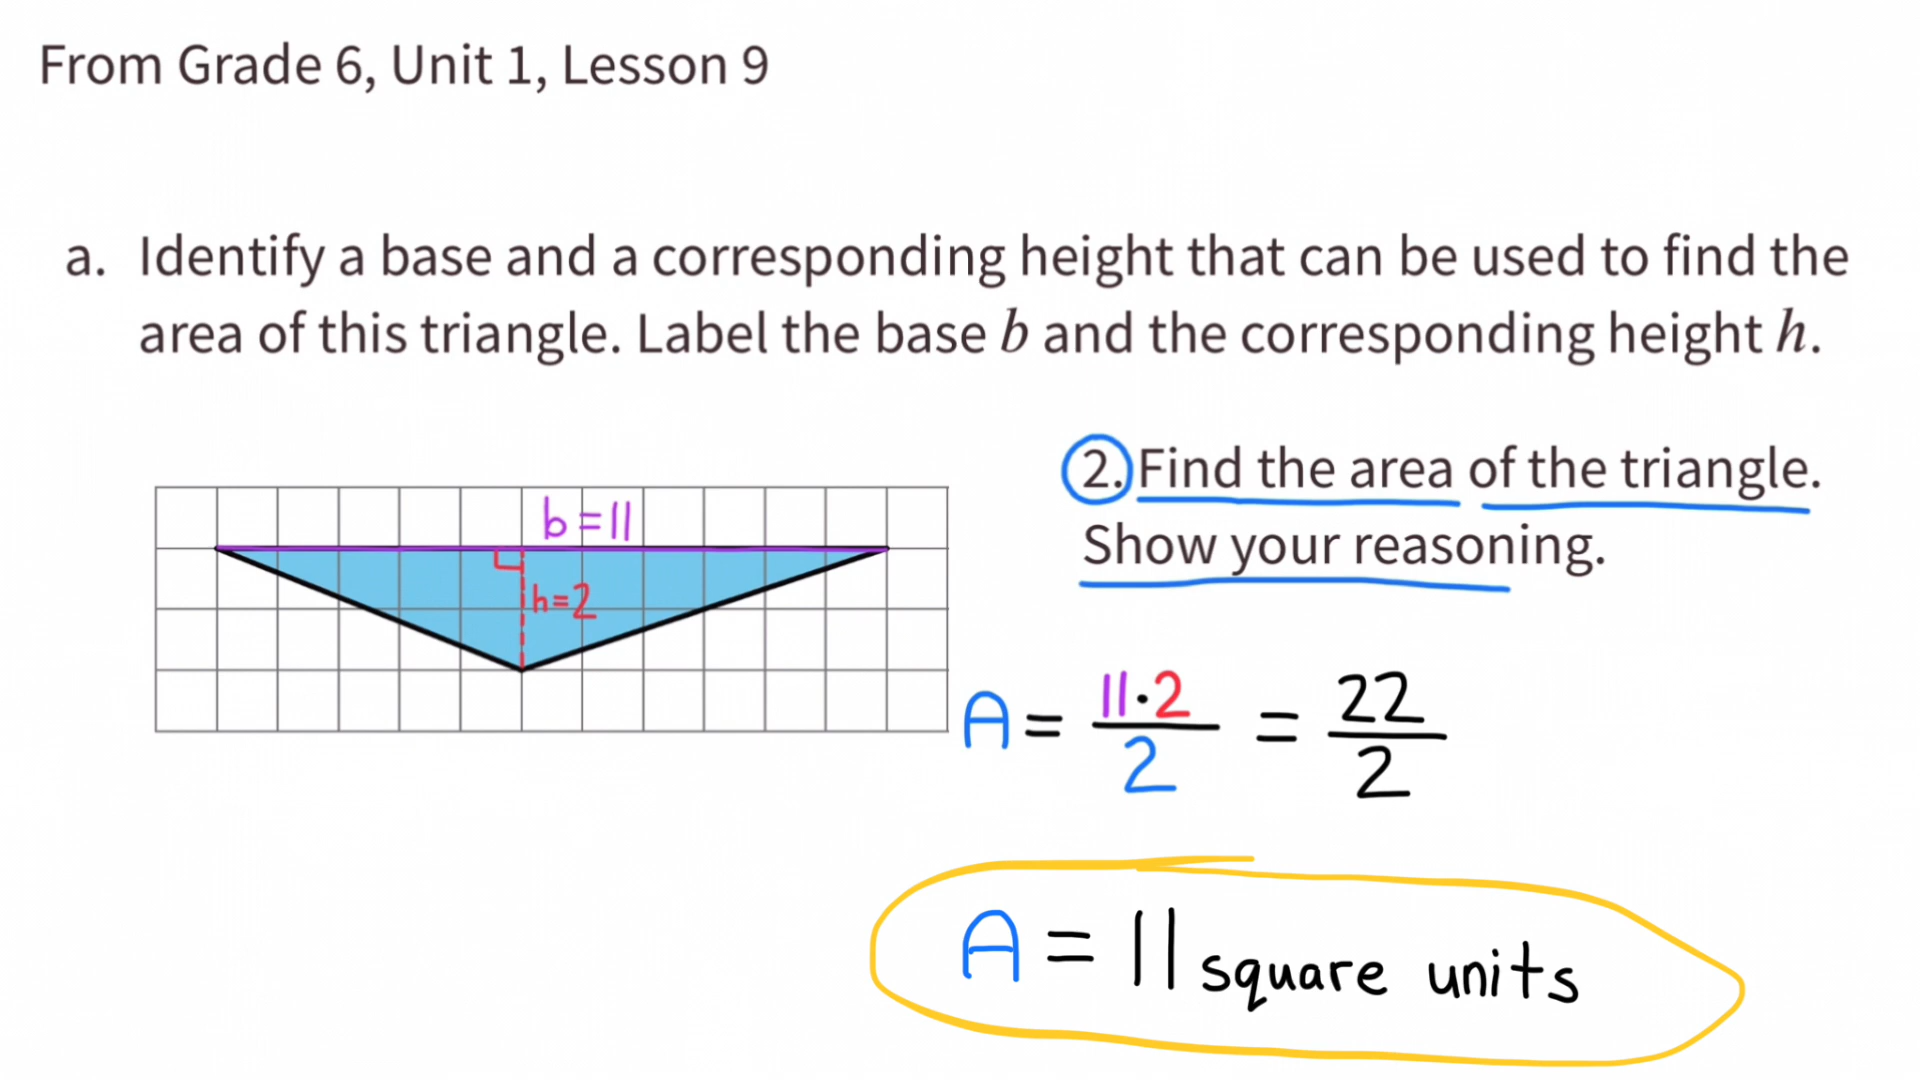 From Grade 6, Unit 1, Lesson 9
a. Identify a base and a corresponding height that can be used to find the
area of this triangle. Label the base b and the corresponding height h.
2. Find the area of the triangle.
Show your reasoning.
b=11
h=2
A = 11·2/2 = 22/2
A = 11 square units